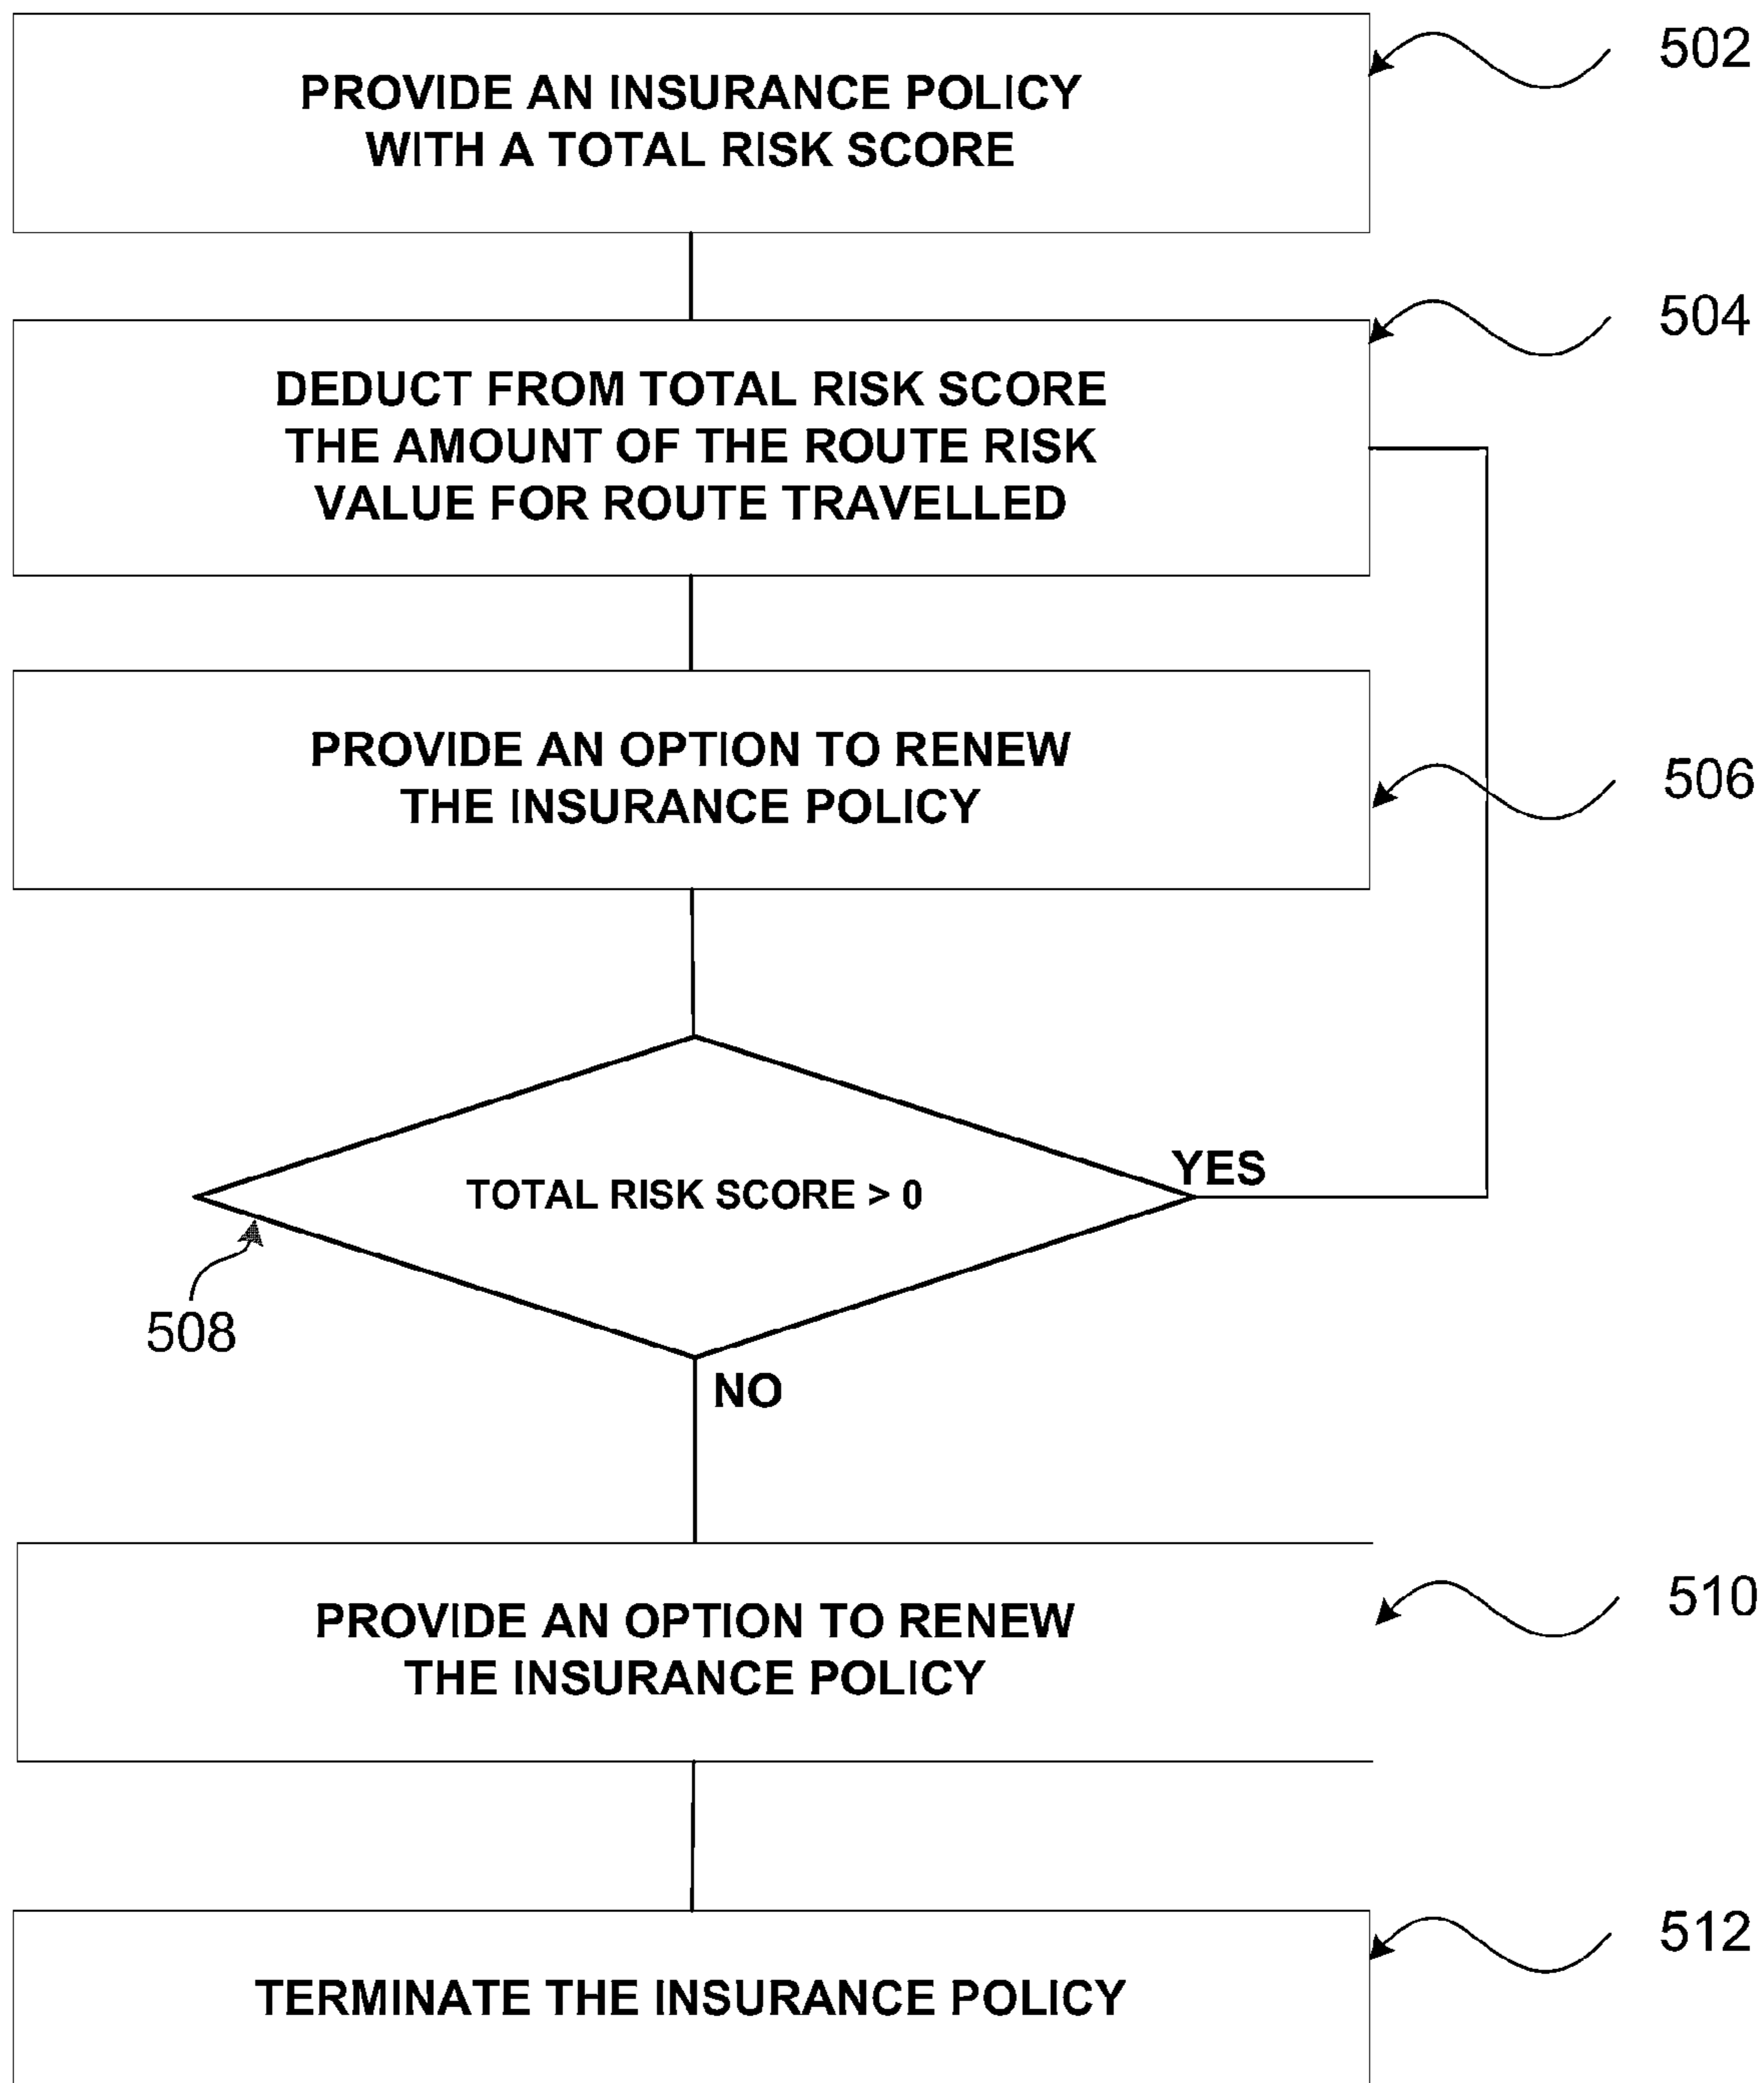 PROVIDE AN INSURANCE POLICY
WITH A TOTAL RISK SCORE
502
DEDUCT FROM TOTAL RISK SCORE
THE AMOUNT OF THE ROUTE RISK
VALUE FOR ROUTE TRAVELLED
504
PROVIDE AN OPTION TO RENEW
THE INSURANCE POLICY
506
TOTAL RISK SCORE > 0
YES
508
NO
PROVIDE AN OPTION TO RENEW
THE INSURANCE POLICY
510
TERMINATE THE INSURANCE POLICY
512